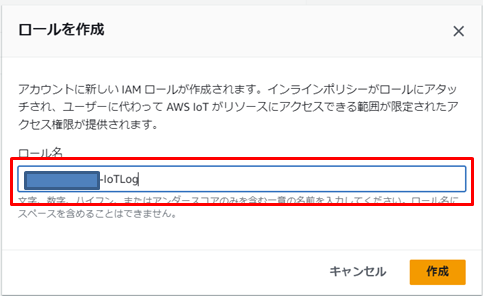 ロールを作成
アカウントに新しい IAM ロールが作成されます。インラインポリシーがロールにアタッ
チされ、ユーザーに代わって AWS IoT がリソースにアクセスできる範囲が限定されたア
クセス権限が提供されます。
ロール名
-IoTLog
文字、数字、ハイフン、またはアンダースコアのみを含む一意の名前を入力してください。ロール名に
スペースを含めることはできません。
キャンセル
作成